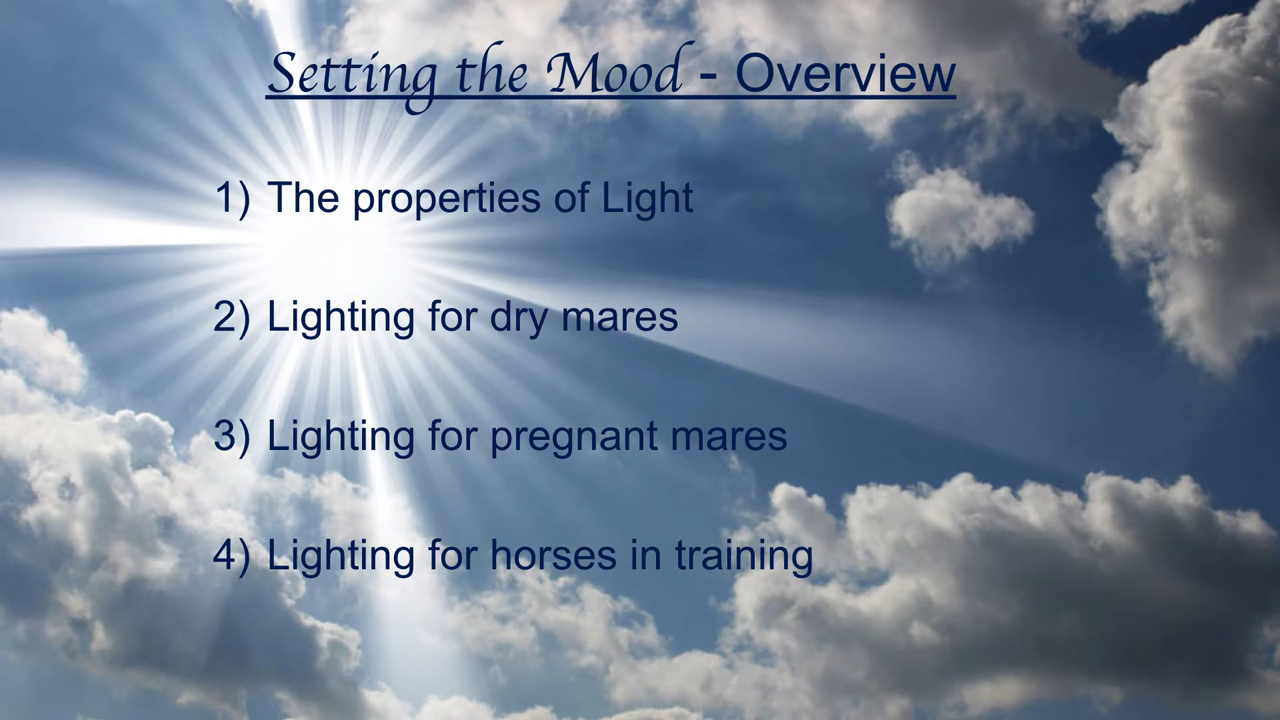 Setting the Mood - Overview
1) The properties of Light
2) Lighting for dry mares
3) Lighting for pregnant mares
4) Lighting for horses in training